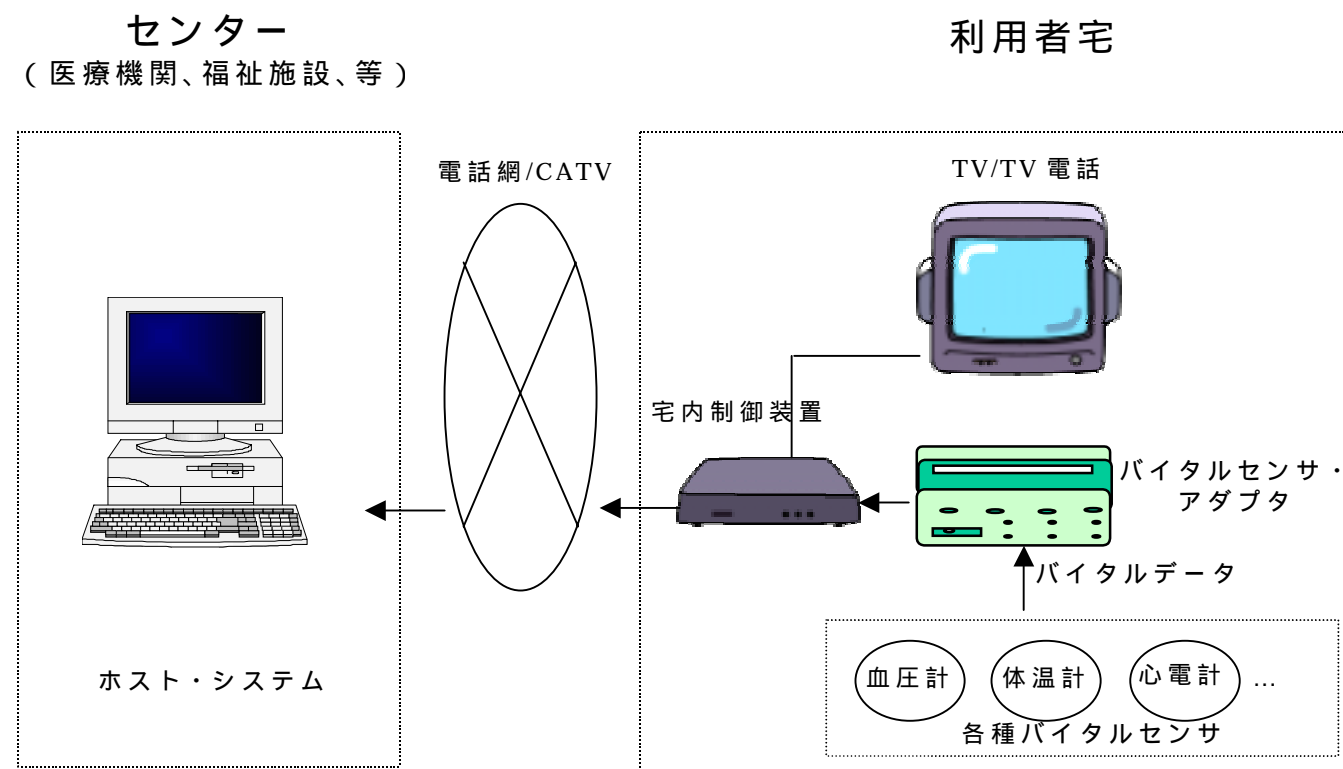 センター
利用者宅
(医療機関、福祉施設、等)
電話網/CATV
TV/TV 電話
宅内制御装置
バイタルセンサ・
アダプタ
バイタルデータ
ホスト・システム
血圧計
体温計
心電計
…
各種バイタルセンサ